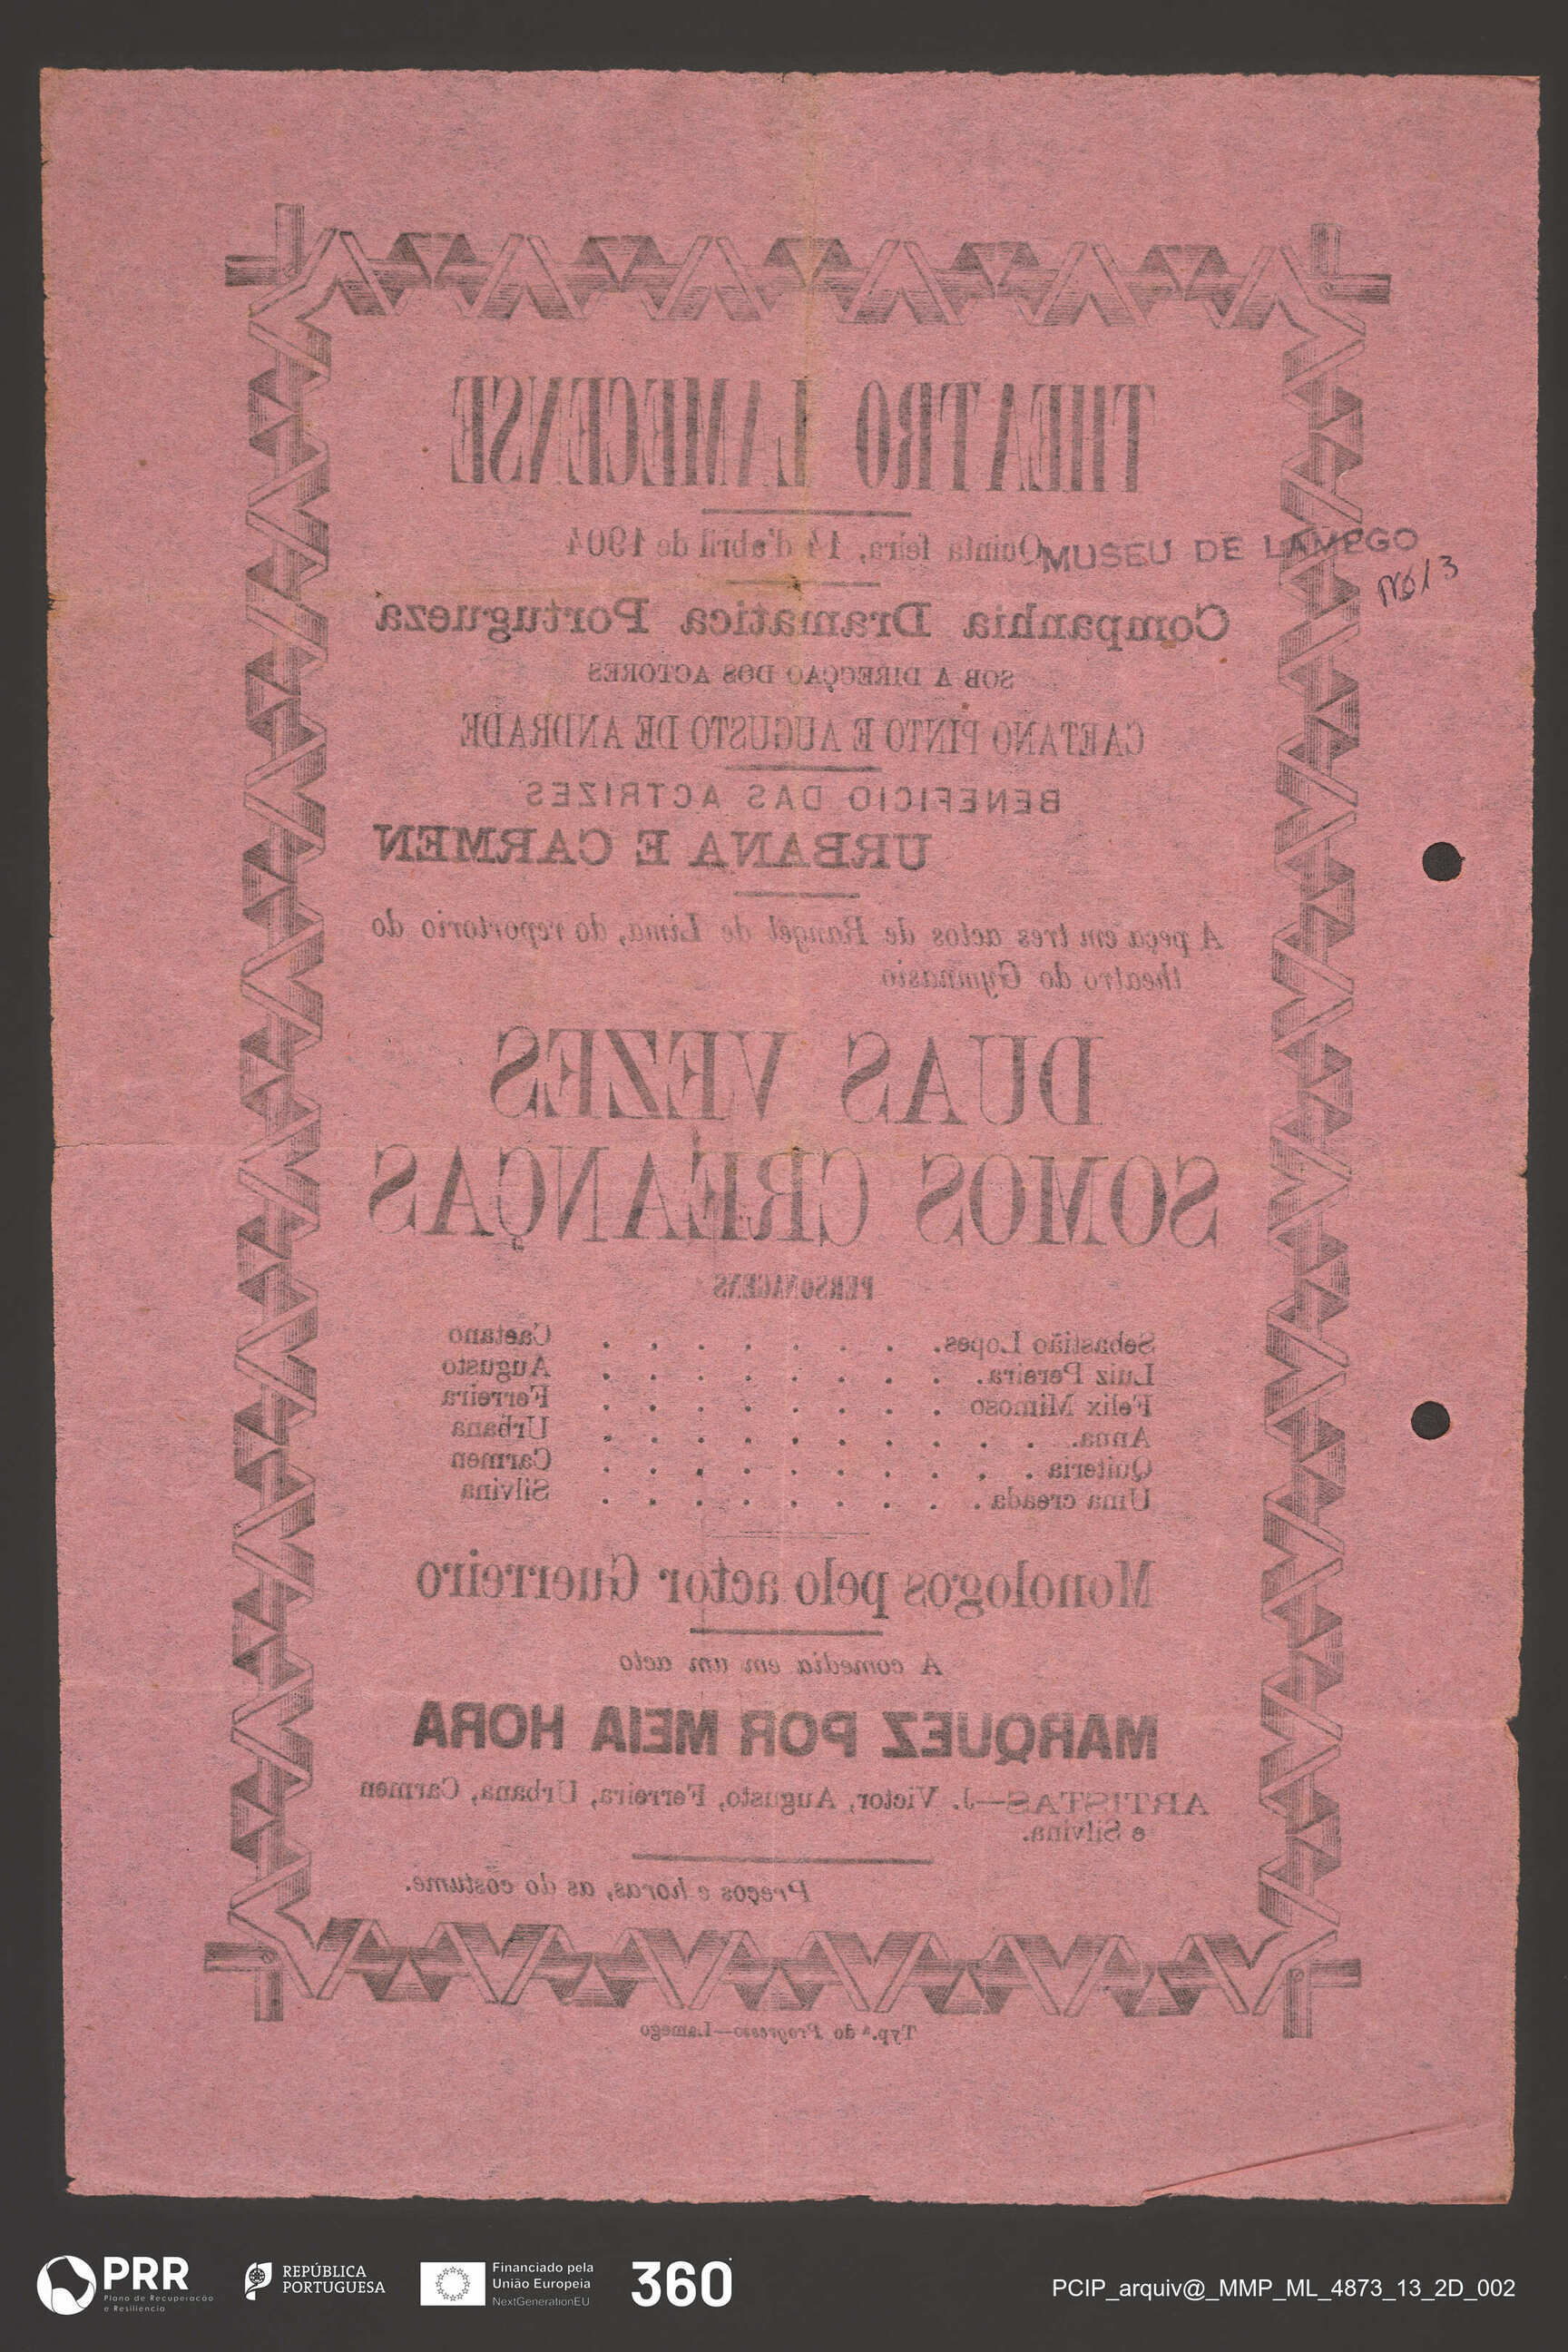 THEATRO LAMECENSE
Quinta feira, 14 d'abril de 1904
MUSEU DE LAMEGO
Companhia Dramatica Portugueza
SOB A DIRECÇAO DOS ACTORES
CAETANO PINTO E AUGUSTO DE ANDRADE
BENEFICIO DAS ACTRIZES
URBANA E CARMEN
A peça em tres actos de Rangel de Lima, do reportorio do
theatro do Gymnasio
DUAS VEZES
SOMOS CREANÇAS
PERSONAGENS
Sebastião Lopes. . . . . . . . Caetano
Luiz Pereira. . . . . . . . . Augusto
Felix Mimoso . . . . . . . . Ferreira
Anna. . . . . . . . . . . Urbana
Quiteria . . . . . . . . . . Carmen
Uma creada . . . . . . . . . Silvina
Monologos pelo actor Guerreiro
A comedia em um acto
MARQUEZ POR MEIA HORA
ARTISTAS—J. Victor, Augusto, Ferreira, Urbana, Carmen
e Silvina.
Preços e horas, as do costume.
Typ.ª do Progresso—Lamego
PRR
Plano de Recuperação
e Resiliência
REPÚBLICA
PORTUGUESA
Financiado pela
União Europeia
NextGenerationEU
360
PCIP_arquiv@_MMP_ML_4873_13_2D_002